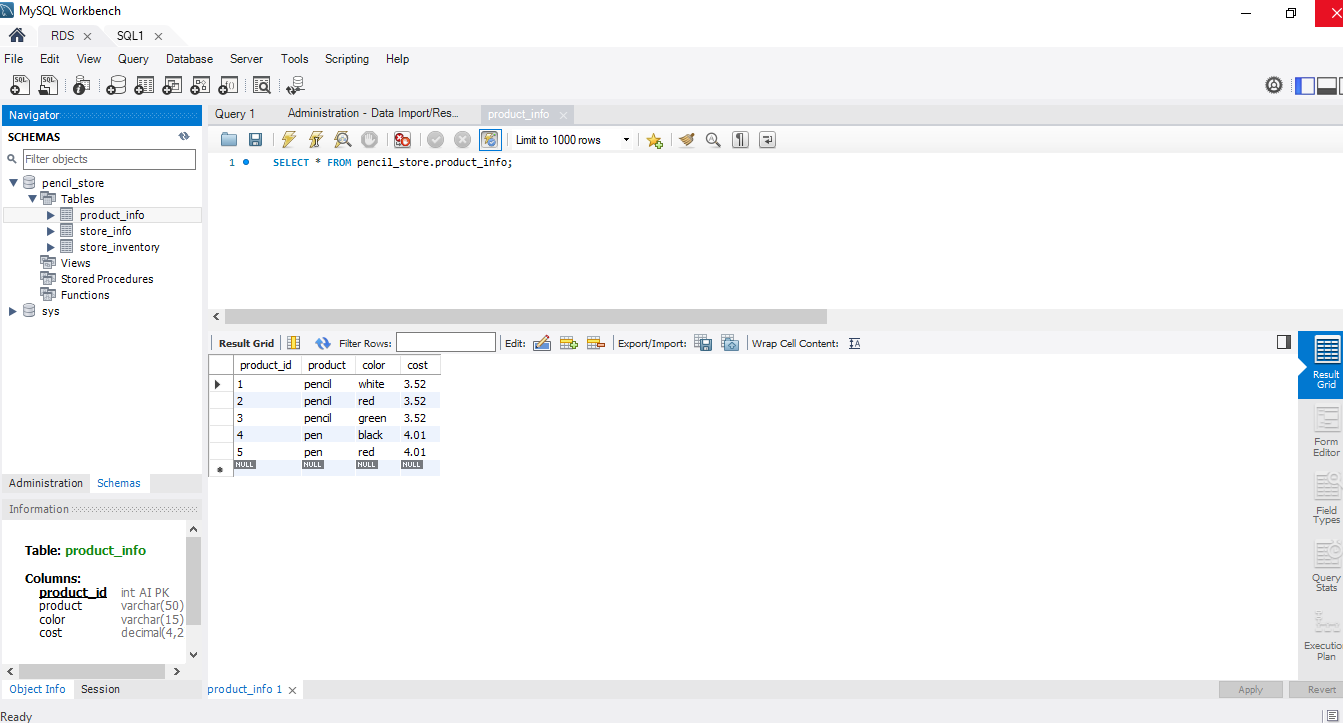 MySQL Workbench
RDS
SQL1
File Edit View Query Database Server Tools Scripting Help
Navigator
SCHEMAS
Filter objects
pencil_store
Tables
product_info
store_info
store_inventory
Views
Stored Procedures
Functions
sys
Administration Schemas
Information
Table: product_info
Columns:
product_id int AI PK
product varchar(50)
color varchar(15)
cost decimal(4,2
Object Info Session
Query 1 Administration - Data Import/Res... product_info
Limit to 1000 rows
1 SELECT * FROM pencil_store.product_info;
Result Grid Filter Rows: Edit: Export/Import: Wrap Cell Content:
product_id product color cost
1 pencil white 3.52
2 pencil red 3.52
3 pencil green 3.52
4 pen black 4.01
5 pen red 4.01
NULL NULL NULL NULL
Result
Grid
Form
Editor
Field
Types
Query
Stats
Executio
Plan
product_info 1
Apply Revert
Ready